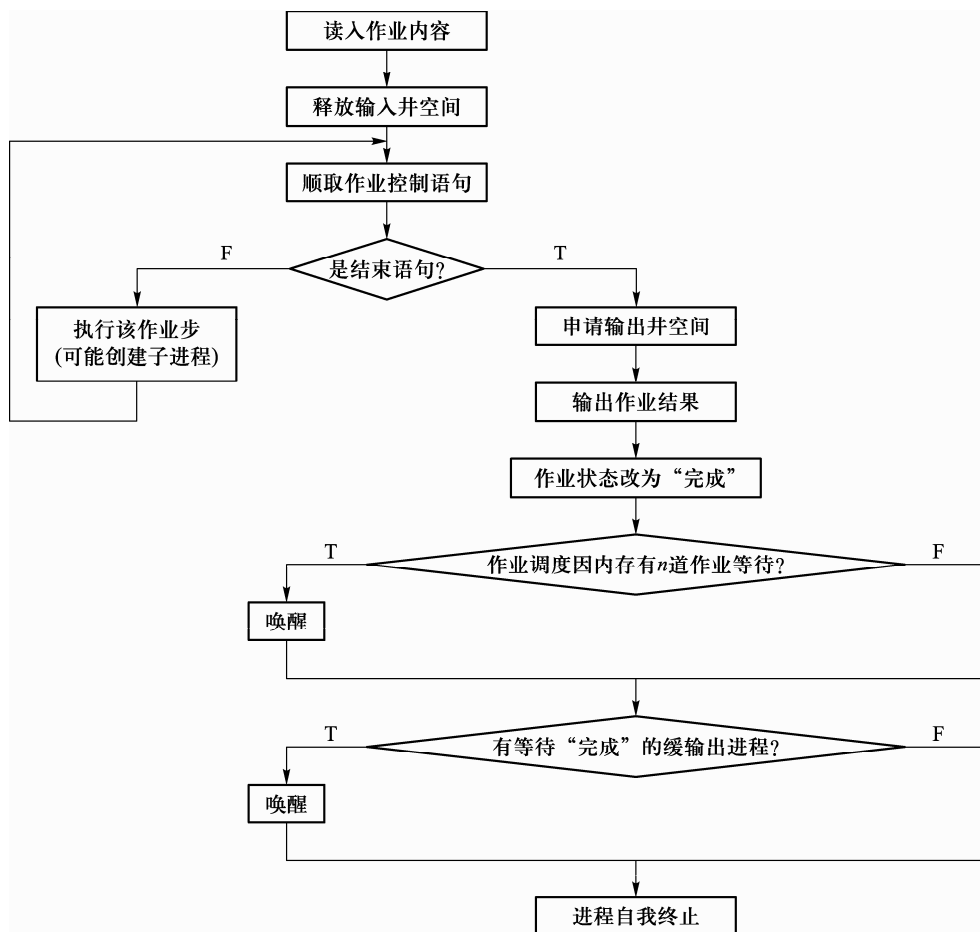 读入作业内容
释放输入井空间
顺取作业控制语句
F
是结束语句?
T
执行该作业步
(可能创建子进程)
申请输出井空间
输出作业结果
作业状态改为“完成”
T
作业调度因内存有n道作业等待?
F
唤醒
T
有等待“完成”的缓输出进程?
F
唤醒
进程自我终止